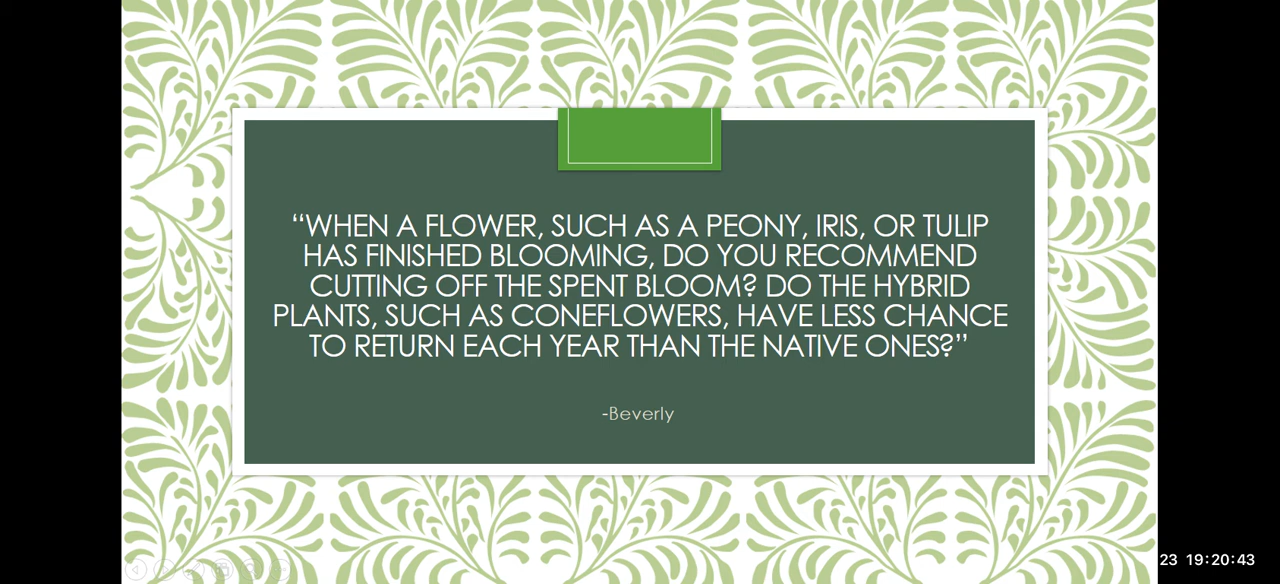 “WHEN A FLOWER, SUCH AS A PEONY, IRIS, OR TULIP
HAS FINISHED BLOOMING, DO YOU RECOMMEND
CUTTING OFF THE SPENT BLOOM? DO THE HYBRID
PLANTS, SUCH AS CONEFLOWERS, HAVE LESS CHANCE
TO RETURN EACH YEAR THAN THE NATIVE ONES?”
-Beverly
23 19:20:43